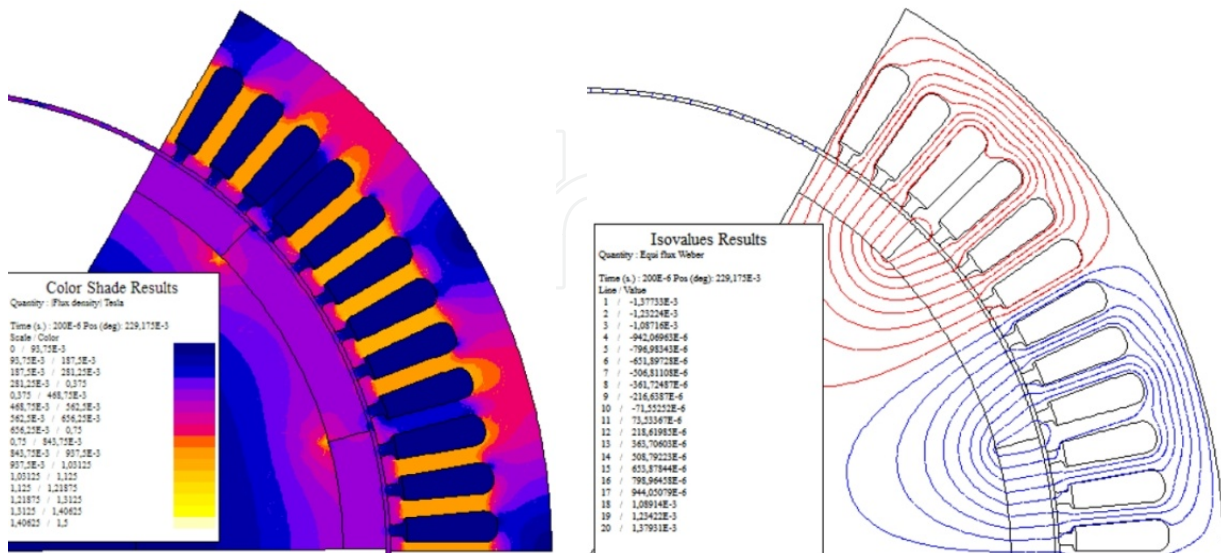 Color Shade Results
Quantity : |Flux density| Tesla
Time (s.) : 200E-6 Pos (deg): 229,175E-3
Scale / Color
0 / 93,75E-3
93,75E-3 / 187,5E-3
187,5E-3 / 281,25E-3
281,25E-3 / 0,375
0,375 / 468,75E-3
468,75E-3 / 562,5E-3
562,5E-3 / 656,25E-3
656,25E-3 / 0,75
0,75 / 843,75E-3
843,75E-3 / 937,5E-3
937,5E-3 / 1,03125
1,03125 / 1,125
1,125 / 1,21875
1,21875 / 1,3125
1,3125 / 1,40625
1,40625 / 1,5
Isovalues Results
Quantity : Equi flux Weber
Time (s.) : 200E-6 Pos (deg): 229,175E-3
Line / Value
1 / -1,37733E-3
2 / -1,23224E-3
3 / -1,08716E-3
4 / -942,06963E-6
5 / -796,98343E-6
6 / -651,89728E-6
7 / -506,81108E-6
8 / -361,72487E-6
9 / -216,6387E-6
10 / -71,55252E-6
11 / 73,53367E-6
12 / 218,61985E-6
13 / 363,70603E-6
14 / 508,79223E-6
15 / 653,87844E-6
16 / 798,96458E-6
17 / 944,05079E-6
18 / 1,08914E-3
19 / 1,23422E-3
20 / 1,37931E-3